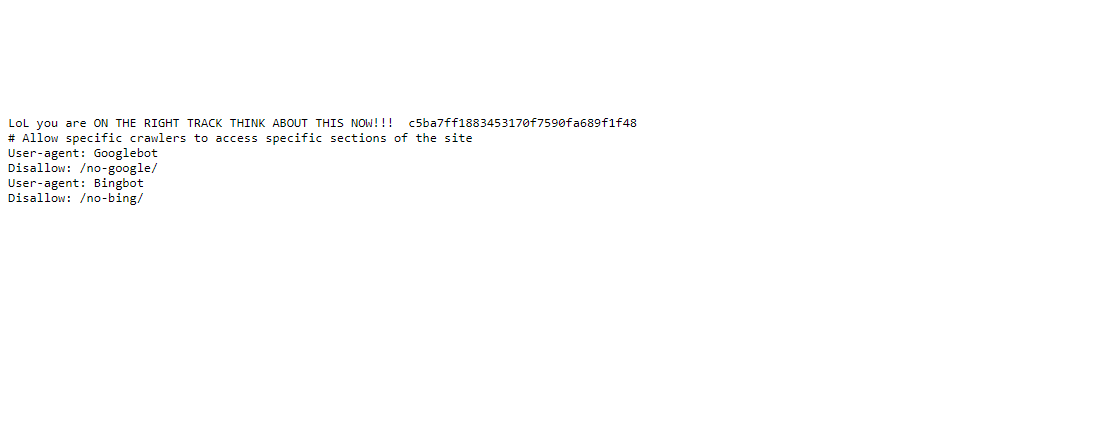 LoL you are ON THE RIGHT TRACK THINK ABOUT THIS NOW!!!  c5ba7ff1883453170f7590fa689f1f48
# Allow specific crawlers to access specific sections of the site
User-agent: Googlebot
Disallow: /no-google/
User-agent: Bingbot
Disallow: /no-bing/